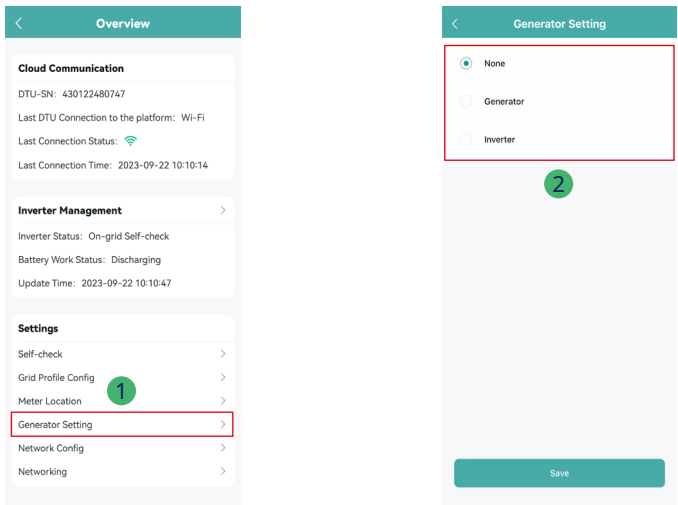 Overview
Cloud Communication
DTU-SN: 430122480747
Last DTU Connection to the platform: Wi-Fi
Last Connection Status:
Last Connection Time: 2023-09-22 10:10:14
Inverter Management
Inverter Status: On-grid Self-check
Battery Work Status: Discharging
Update Time: 2023-09-22 10:10:47
Settings
Self-check
Grid Profile Config
1
Meter Location
Generator Setting
Network Config
Networking
Generator Setting
None
Generator
Inverter
2
Save